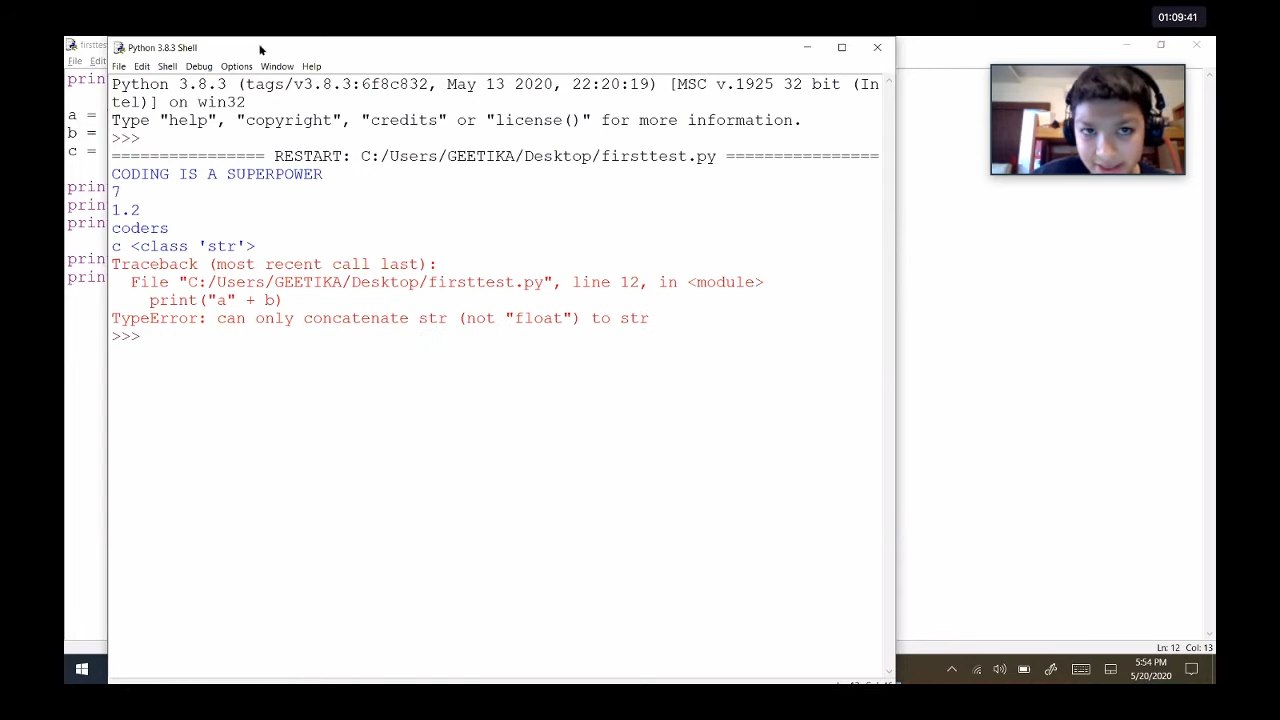 01:09:41
firsttes
Python 3.8.3 Shell
File Edit
File Edit Shell Debug Options Window Help
prin
a =
b =
c =
prin
prin
prin
prin
prin
Python 3.8.3 (tags/v3.8.3:6f8c832, May 13 2020, 22:20:19) [MSC v.1925 32 bit (In
tel)] on win32
Type "help", "copyright", "credits" or "license()" for more information.
>>>
================ RESTART: C:/Users/GEETIKA/Desktop/firsttest.py ================
CODING IS A SUPERPOWER
7
1.2
coders
c <class 'str'>
Traceback (most recent call last):
  File "C:/Users/GEETIKA/Desktop/firsttest.py", line 12, in <module>
    print("a" + b)
TypeError: can only concatenate str (not "float") to str
>>>
Ln: 12 Col: 13
5:54 PM
5/20/2020